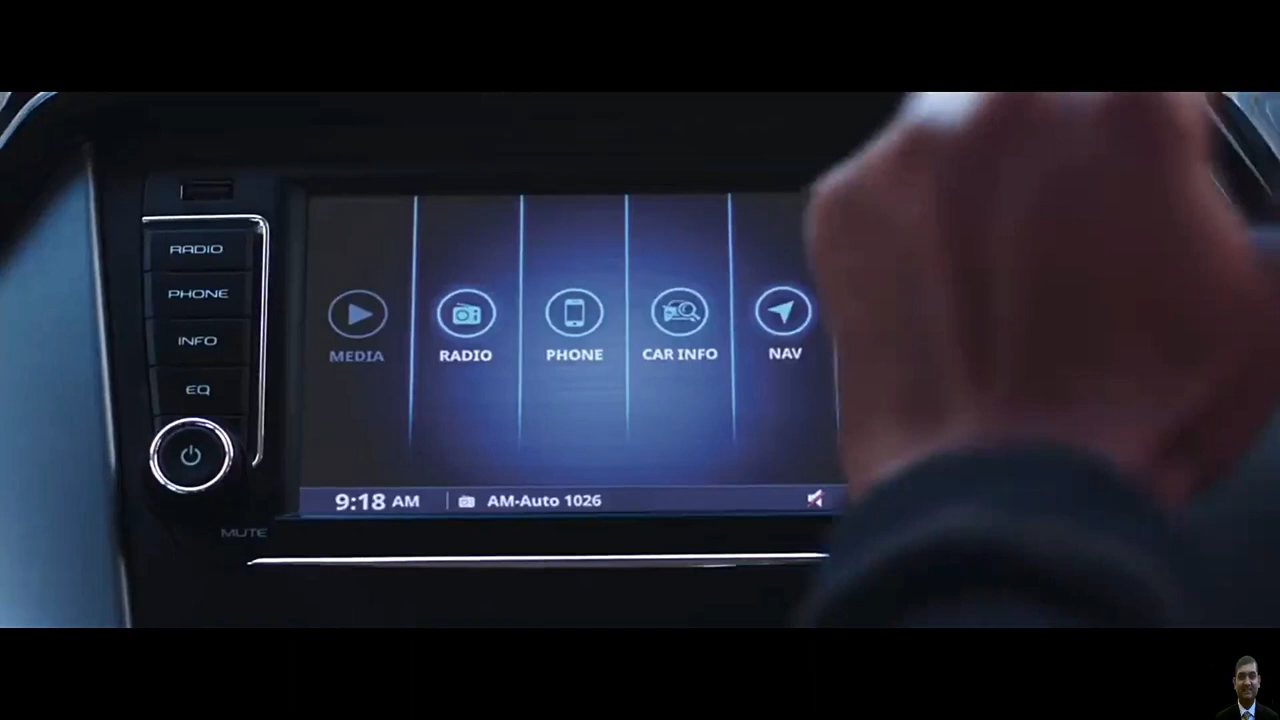 RADIO
PHONE
INFO
EQ
MUTE
MEDIA
RADIO
PHONE
CAR INFO
NAV
9:18 AM
AM-Auto 1026